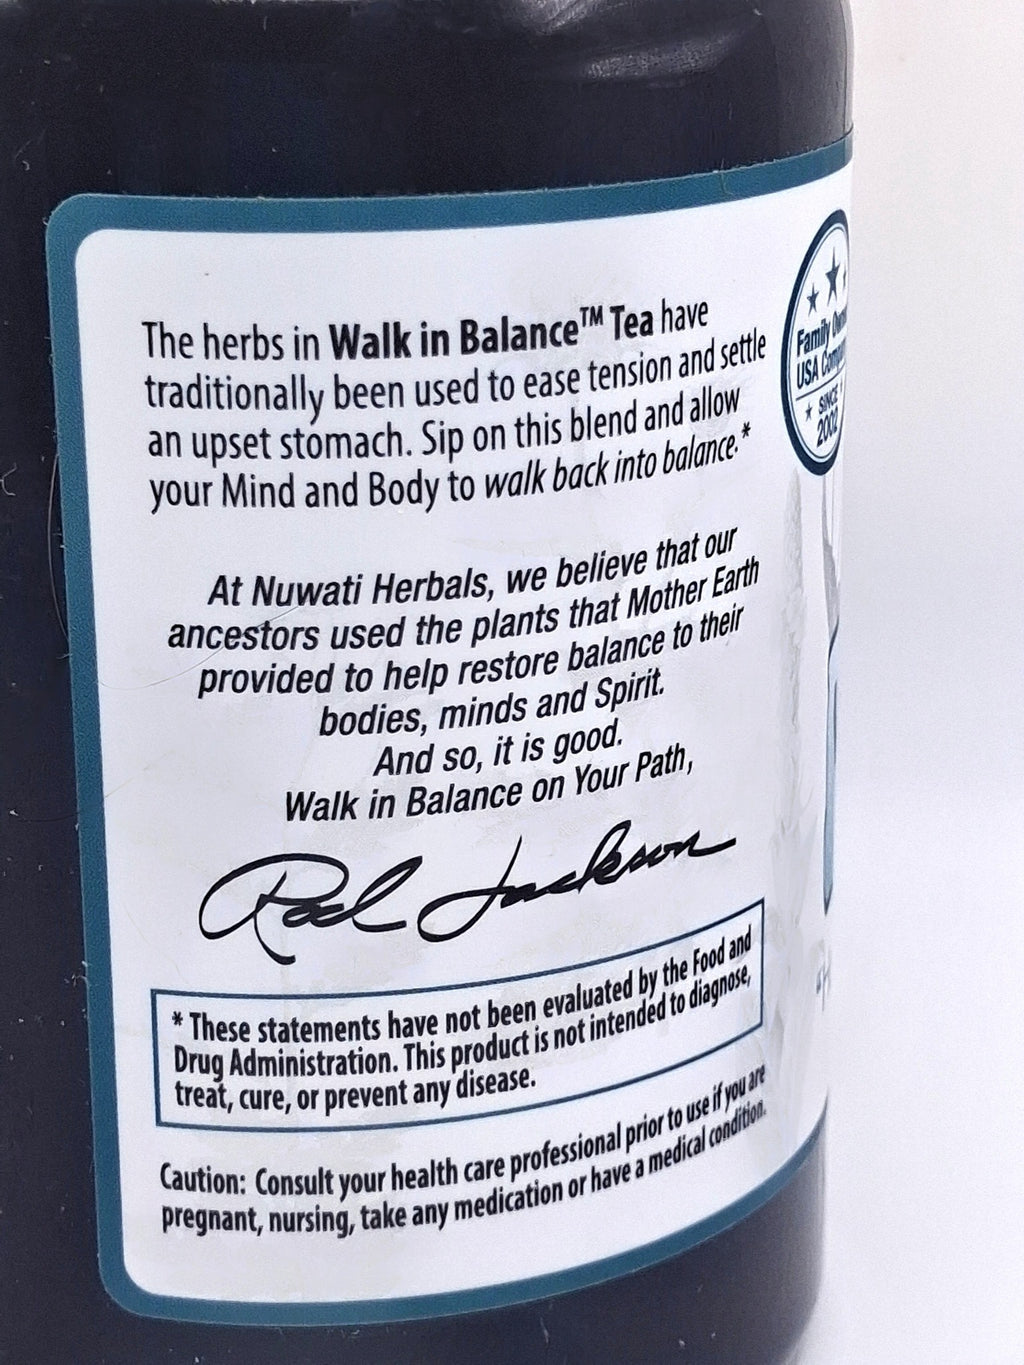 The herbs in Walk in Balance™ Tea have
traditionally been used to ease tension and settle
an upset stomach. Sip on this blend and allow
your Mind and Body to walk back into balance.*
At Nuwati Herbals, we believe that our
ancestors used the plants that Mother Earth
provided to help restore balance to their
bodies, minds and Spirit.
And so, it is good.
Walk in Balance on Your Path,
Rod Jackson
* These statements have not been evaluated by the Food and
Drug Administration. This product is not intended to diagnose,
treat, cure, or prevent any disease.
Caution: Consult your health care professional prior to use if you are
pregnant, nursing, take any medication or have a medical condition.
Family
USA
SINCE
2002